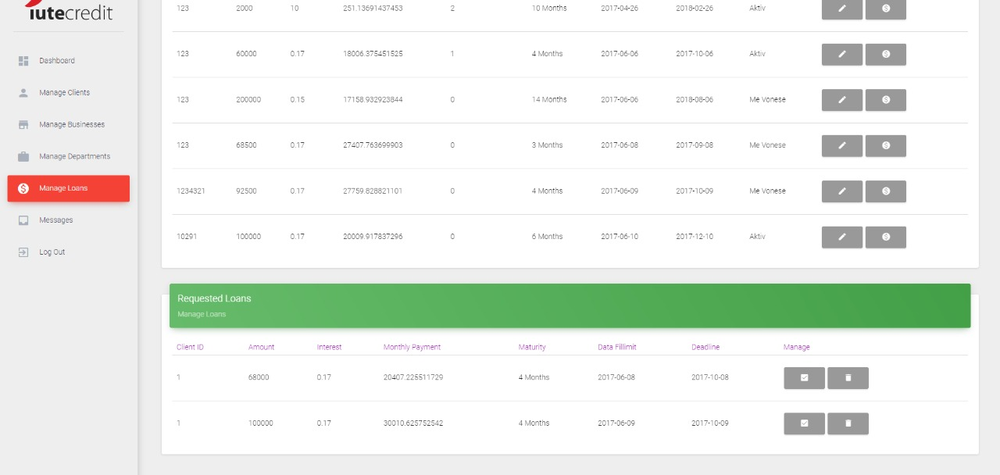 iutecredit
Dashboard
Manage Clients
Manage Businesses
Manage Departments
Manage Loans
Messages
Log Out
123 2000 10 251.13691437453 2 10 Months 2017-04-26 2018-02-26 Aktiv
123 60000 0.17 18006.375451525 1 4 Months 2017-06-06 2017-10-06 Aktiv
123 200000 0.15 17158.932923844 0 14 Months 2017-06-06 2018-08-06 Me Vonese
123 68500 0.17 27407.763699903 0 3 Months 2017-06-08 2017-09-08 Me Vonese
1234321 92500 0.17 27759.828821101 0 4 Months 2017-06-09 2017-10-09 Me Vonese
10291 100000 0.17 20009.917837296 0 6 Months 2017-06-10 2017-12-10 Aktiv
Requested Loans
Manage Loans
Client ID Amount Interest Monthly Payment Maturity Data Fillimit Deadline Manage
1 68000 0.17 20407.225511729 4 Months 2017-06-08 2017-10-08
1 100000 0.17 30010.625752542 4 Months 2017-06-09 2017-10-09